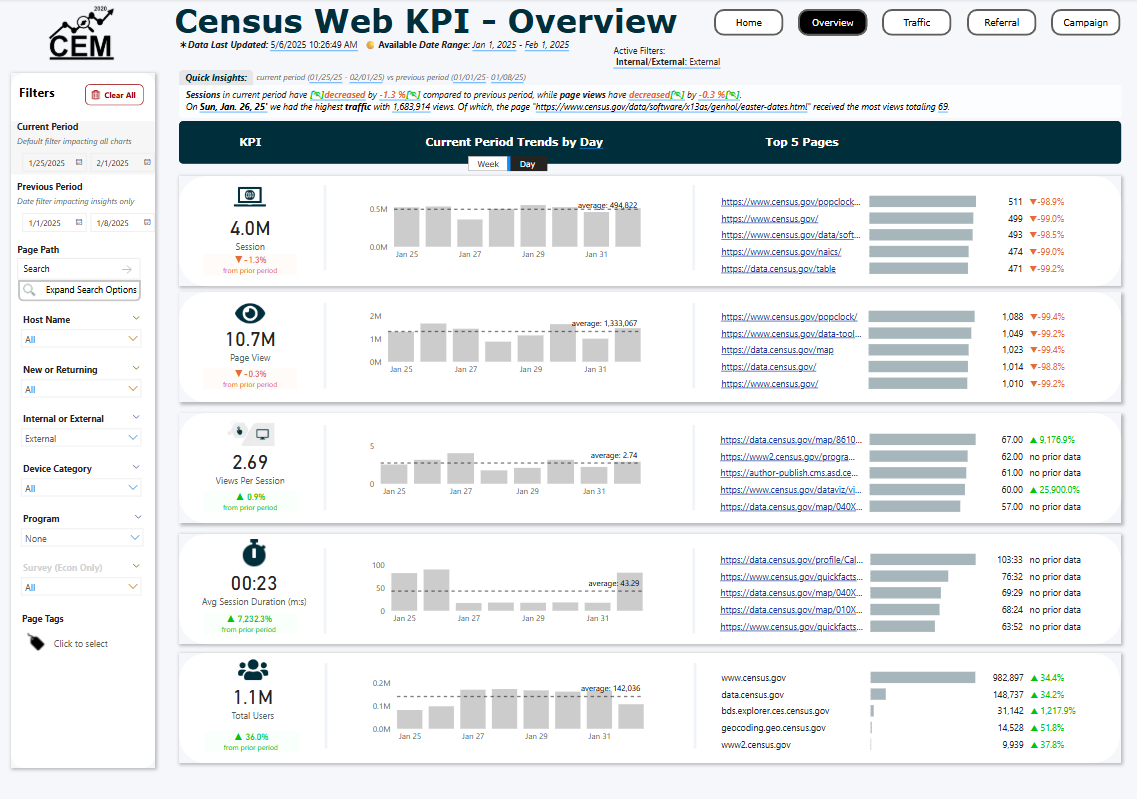 2020
CEM
Census Web KPI - Overview
Home
Overview
Traffic
Referral
Campaign
*Data Last Updated: 5/6/2025 10:26:49 AM
Available Date Range: Jan 1, 2025 - Feb 1, 2025
Active Filters:
Internal/External: External
Quick Insights: current period (01/25/25 - 02/01/25) vs previous period (01/01/25- 01/08/25)
Sessions in current period have decreased by -1.3 % compared to previous period, while page views have decreased by -0.3 %.
On Sun, Jan. 26, 25" we had the highest traffic with 1,683,914 views. Of which, the page "https://www.census.gov/data/software/x13as/genhol/easter-dates.html" received the most views totaling 69.
Filters
Clear All
Current Period
Default filter impacting all charts
1/25/2025
2/1/2025
Previous Period
Date filter impacting insights only
1/1/2025
1/8/2025
Page Path
Search
Expand Search Options
Host Name
All
New or Returning
All
Internal or External
External
Device Category
All
Program
None
Survey (Econ Only)
All
Page Tags
Click to select
KPI
Current Period Trends by Day
Top 5 Pages
Week
Day
4.0M
Session
▼-1.3%
from prior period
average: 494,822
0.5M
0.0M
Jan 25
Jan 27
Jan 29
Jan 31
https://www.census.gov/popclock... 511 ▼-98.9%
https://www.census.gov/ 499 ▼-99.0%
https://www.census.gov/data/soft... 493 ▼-98.5%
https://www.census.gov/naics/ 474 ▼-99.0%
https://data.census.gov/table 471 ▼-99.2%
10.7M
Page View
▼-0.3%
from prior period
2M
average: 1,333,067
1M
0M
Jan 25
Jan 27
Jan 29
Jan 31
https://www.census.gov/popclock/ 1,088 ▼-99.4%
https://www.census.gov/data-tool... 1,049 ▼-99.2%
https://data.census.gov/map 1,023 ▼-99.4%
https://data.census.gov/ 1,014 ▼-98.8%
https://www.census.gov/ 1,010 ▼-99.2%
2.69
Views Per Session
▲ 0.9%
from prior period
5
average: 2.74
0
Jan 25
Jan 27
Jan 29
Jan 31
https://data.census.gov/map/8610... 67.00 ▲ 9,176.9%
https://www2.census.gov/progra... 62.00 no prior data
https://author-publish.cms.asd.ce... 61.00 no prior data
https://www.census.gov/dataviz/vi... 60.00 ▲ 25,900.0%
https://data.census.gov/map/040X... 57.00 no prior data
00:23
Avg Session Duration (m:s)
▲ 7,232.3%
from prior period
100
average: 43.29
50
0
Jan 25
Jan 27
Jan 29
Jan 31
https://data.census.gov/profile/Cal... 103:33 no prior data
https://www.census.gov/quickfacts... 76:32 no prior data
https://data.census.gov/map/040X... 69:29 no prior data
https://data.census.gov/map/010X... 68:24 no prior data
https://www.census.gov/quickfacts... 63:52 no prior data
1.1M
Total Users
▲ 36.0%
from prior period
0.2M
average: 142,036
0.1M
0.0M
Jan 25
Jan 27
Jan 29
Jan 31
www.census.gov 982,897 ▲ 34.4%
data.census.gov 148,737 ▲ 34.2%
bds.explorer.ces.census.gov 31,142 ▲ 1,217.9%
geocoding.geo.census.gov 14,528 ▲ 51.8%
www2.census.gov 9,939 ▲ 37.8%